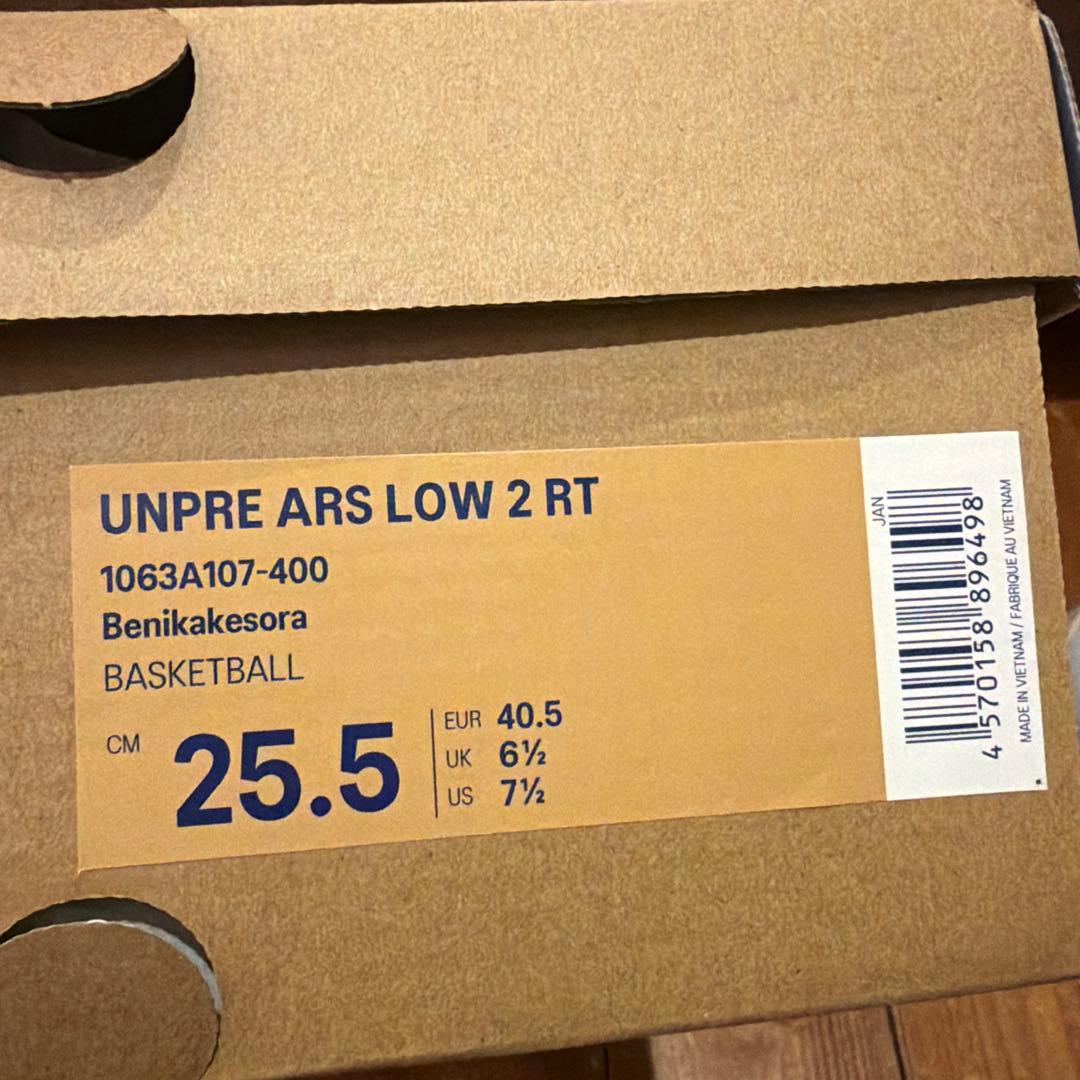 UNPRE ARS LOW 2 RT
1063A107-400
Benikakesora
BASKETBALL
CM 25.5
EUR 40.5
UK 6½
US 7½
JAN
4 570158 896498
MADE IN VIETNAM / FABRIQUE AU VIETNAM